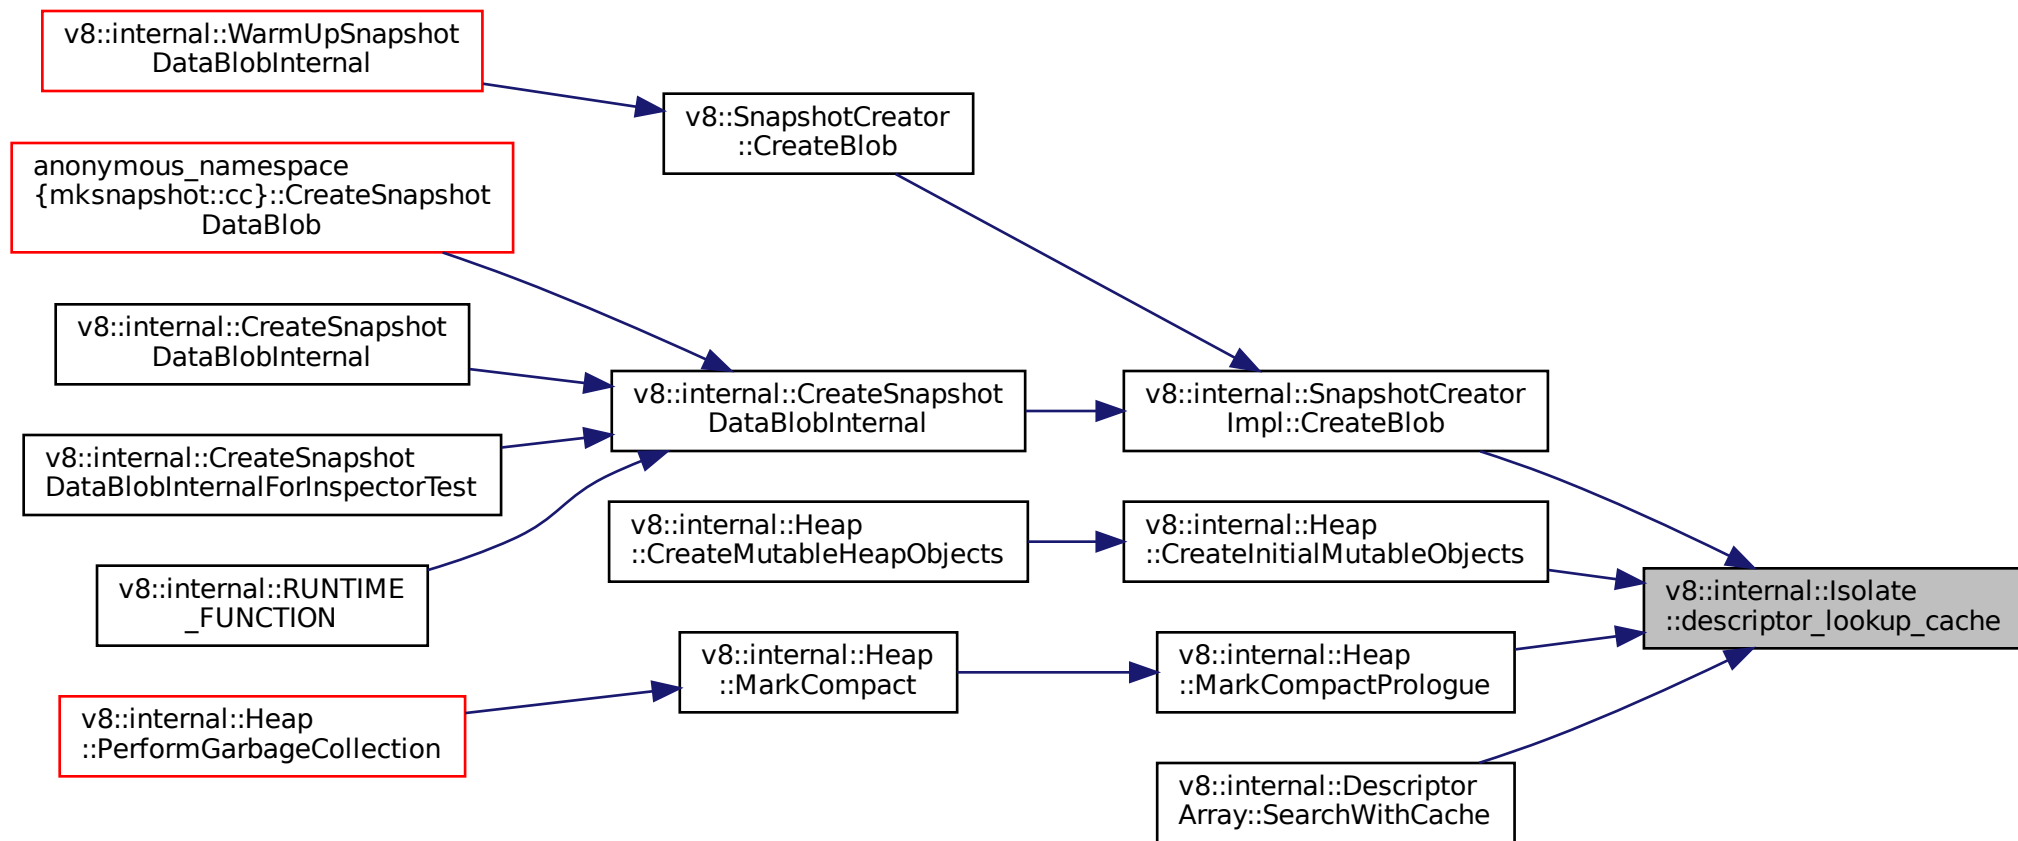 v8::internal::WarmUpSnapshot
DataBlobInternal
v8::SnapshotCreator
::CreateBlob
anonymous_namespace
{mksnapshot::cc}::CreateSnapshot
DataBlob
v8::internal::CreateSnapshot
DataBlobInternal
v8::internal::CreateSnapshot
DataBlobInternal
v8::internal::SnapshotCreator
Impl::CreateBlob
v8::internal::CreateSnapshot
DataBlobInternalForInspectorTest
v8::internal::Heap
::CreateMutableHeapObjects
v8::internal::Heap
::CreateInitialMutableObjects
v8::internal::RUNTIME
_FUNCTION
v8::internal::Isolate
::descriptor_lookup_cache
v8::internal::Heap
::MarkCompact
v8::internal::Heap
::MarkCompactPrologue
v8::internal::Heap
::PerformGarbageCollection
v8::internal::Descriptor
Array::SearchWithCache